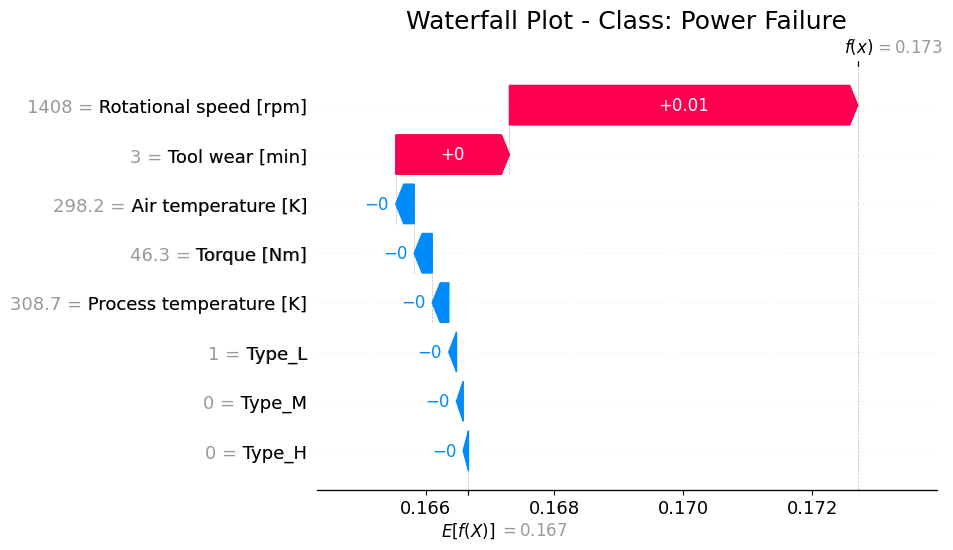 Waterfall Plot - Class: Power Failure
f(x) = 0.173
1408 = Rotational speed [rpm]
+0.01
3 = Tool wear [min]
+0
298.2 = Air temperature [K]
−0
46.3 = Torque [Nm]
−0
308.7 = Process temperature [K]
−0
1 = Type_L
−0
0 = Type_M
−0
0 = Type_H
−0
0.166 0.168 0.170 0.172
E[f(X)] = 0.167